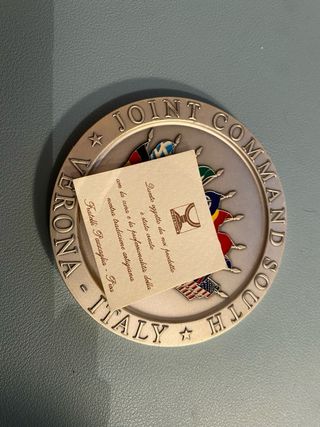 ★ JOINT COMMAND SOUTH ★
VERONA - ITALY
Questo oggetto da noi prodotto
è stato creato
con la cura e la professionalità della
nostra tradizione artigiana
Fratelli